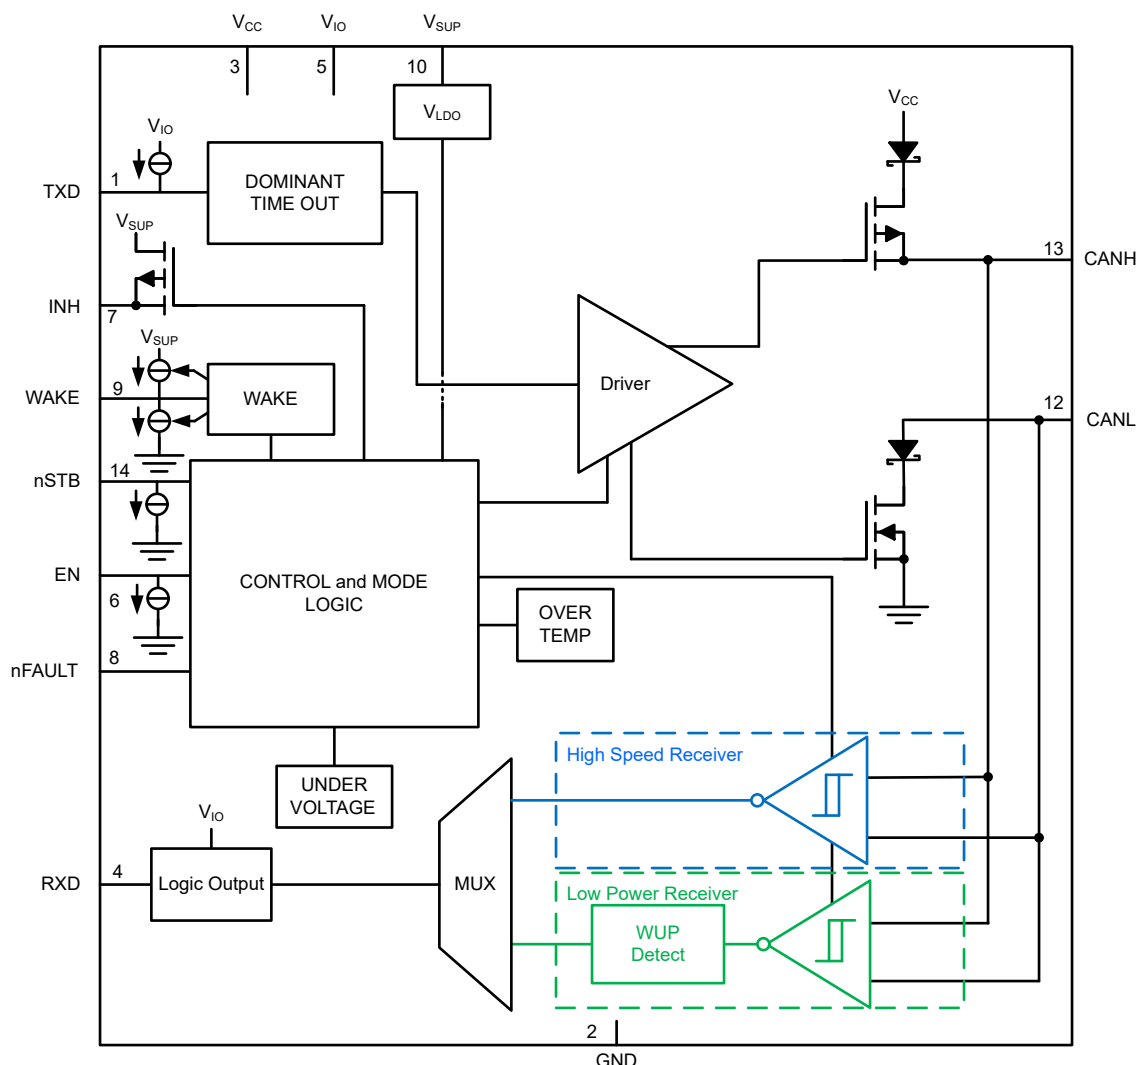 VCC
VIO
VSUP
3
5
10
VLDO
VCC
VIO
TXD
1
DOMINANT
TIME OUT
VSUP
INH
7
13
CANH
VSUP
WAKE
9
WAKE
Driver
12
CANL
nSTB
14
EN
6
CONTROL and MODE
LOGIC
OVER
TEMP
nFAULT
8
High Speed Receiver
UNDER
VOLTAGE
VIO
RXD
4
Logic Output
MUX
Low Power Receiver
WUP
Detect
2
GND